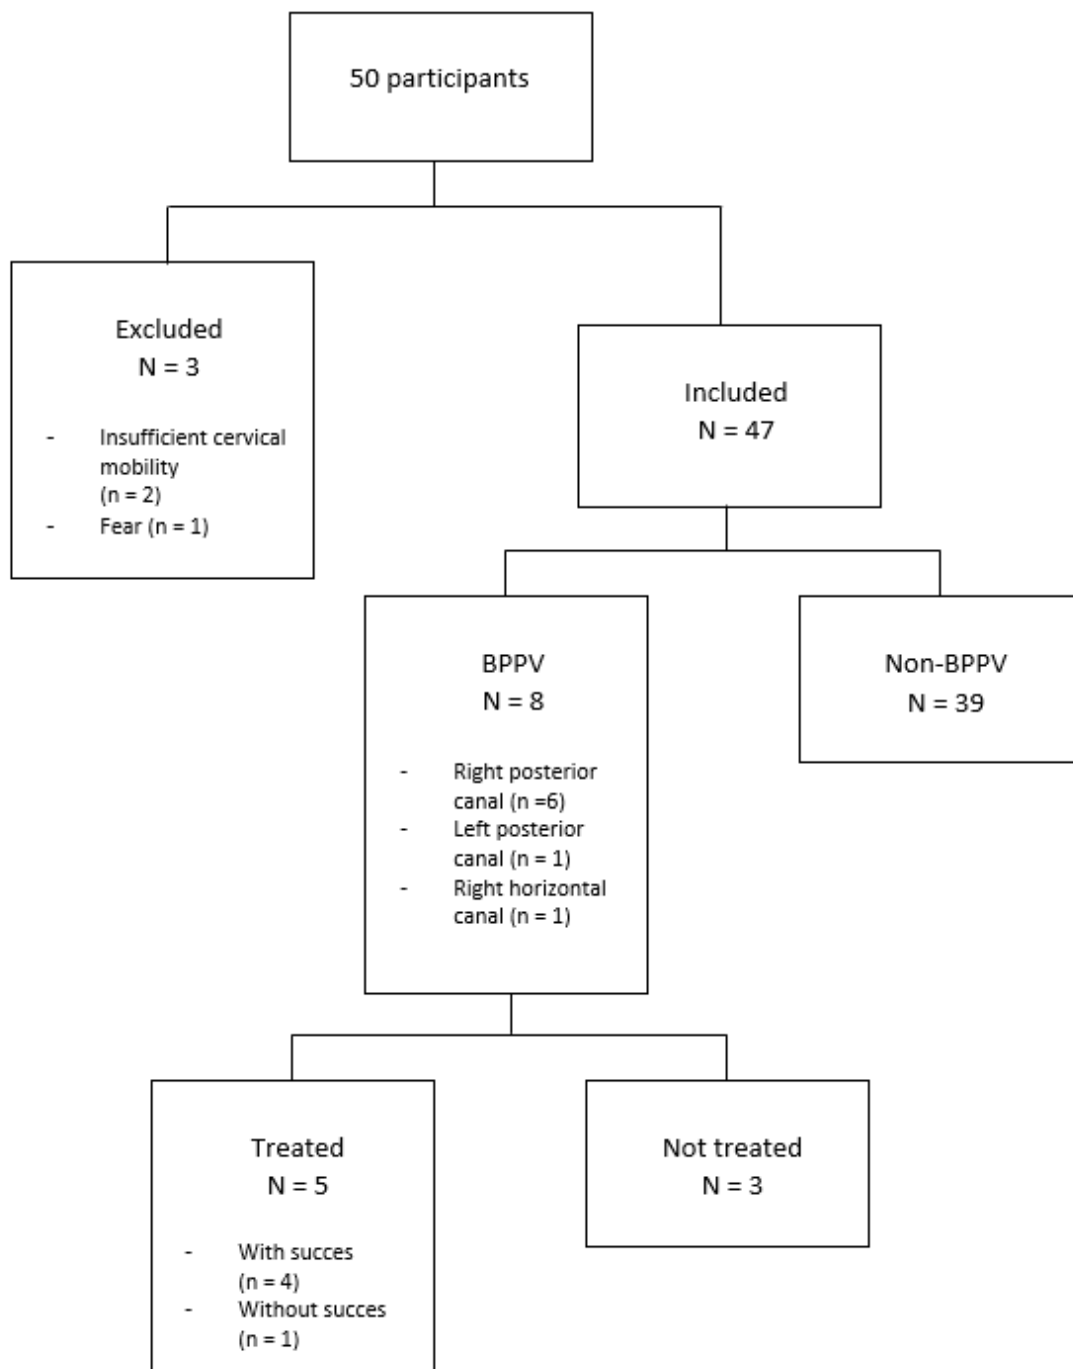 50 participants
Excluded
N = 3
- Insufficient cervical
mobility
(n = 2)
- Fear (n = 1)
Included
N = 47
BPPV
N = 8
- Right posterior
canal (n =6)
- Left posterior
canal (n = 1)
- Right horizontal
canal (n = 1)
Non-BPPV
N = 39
Treated
N = 5
- With succes
(n = 4)
- Without succes
(n = 1)
Not treated
N = 3